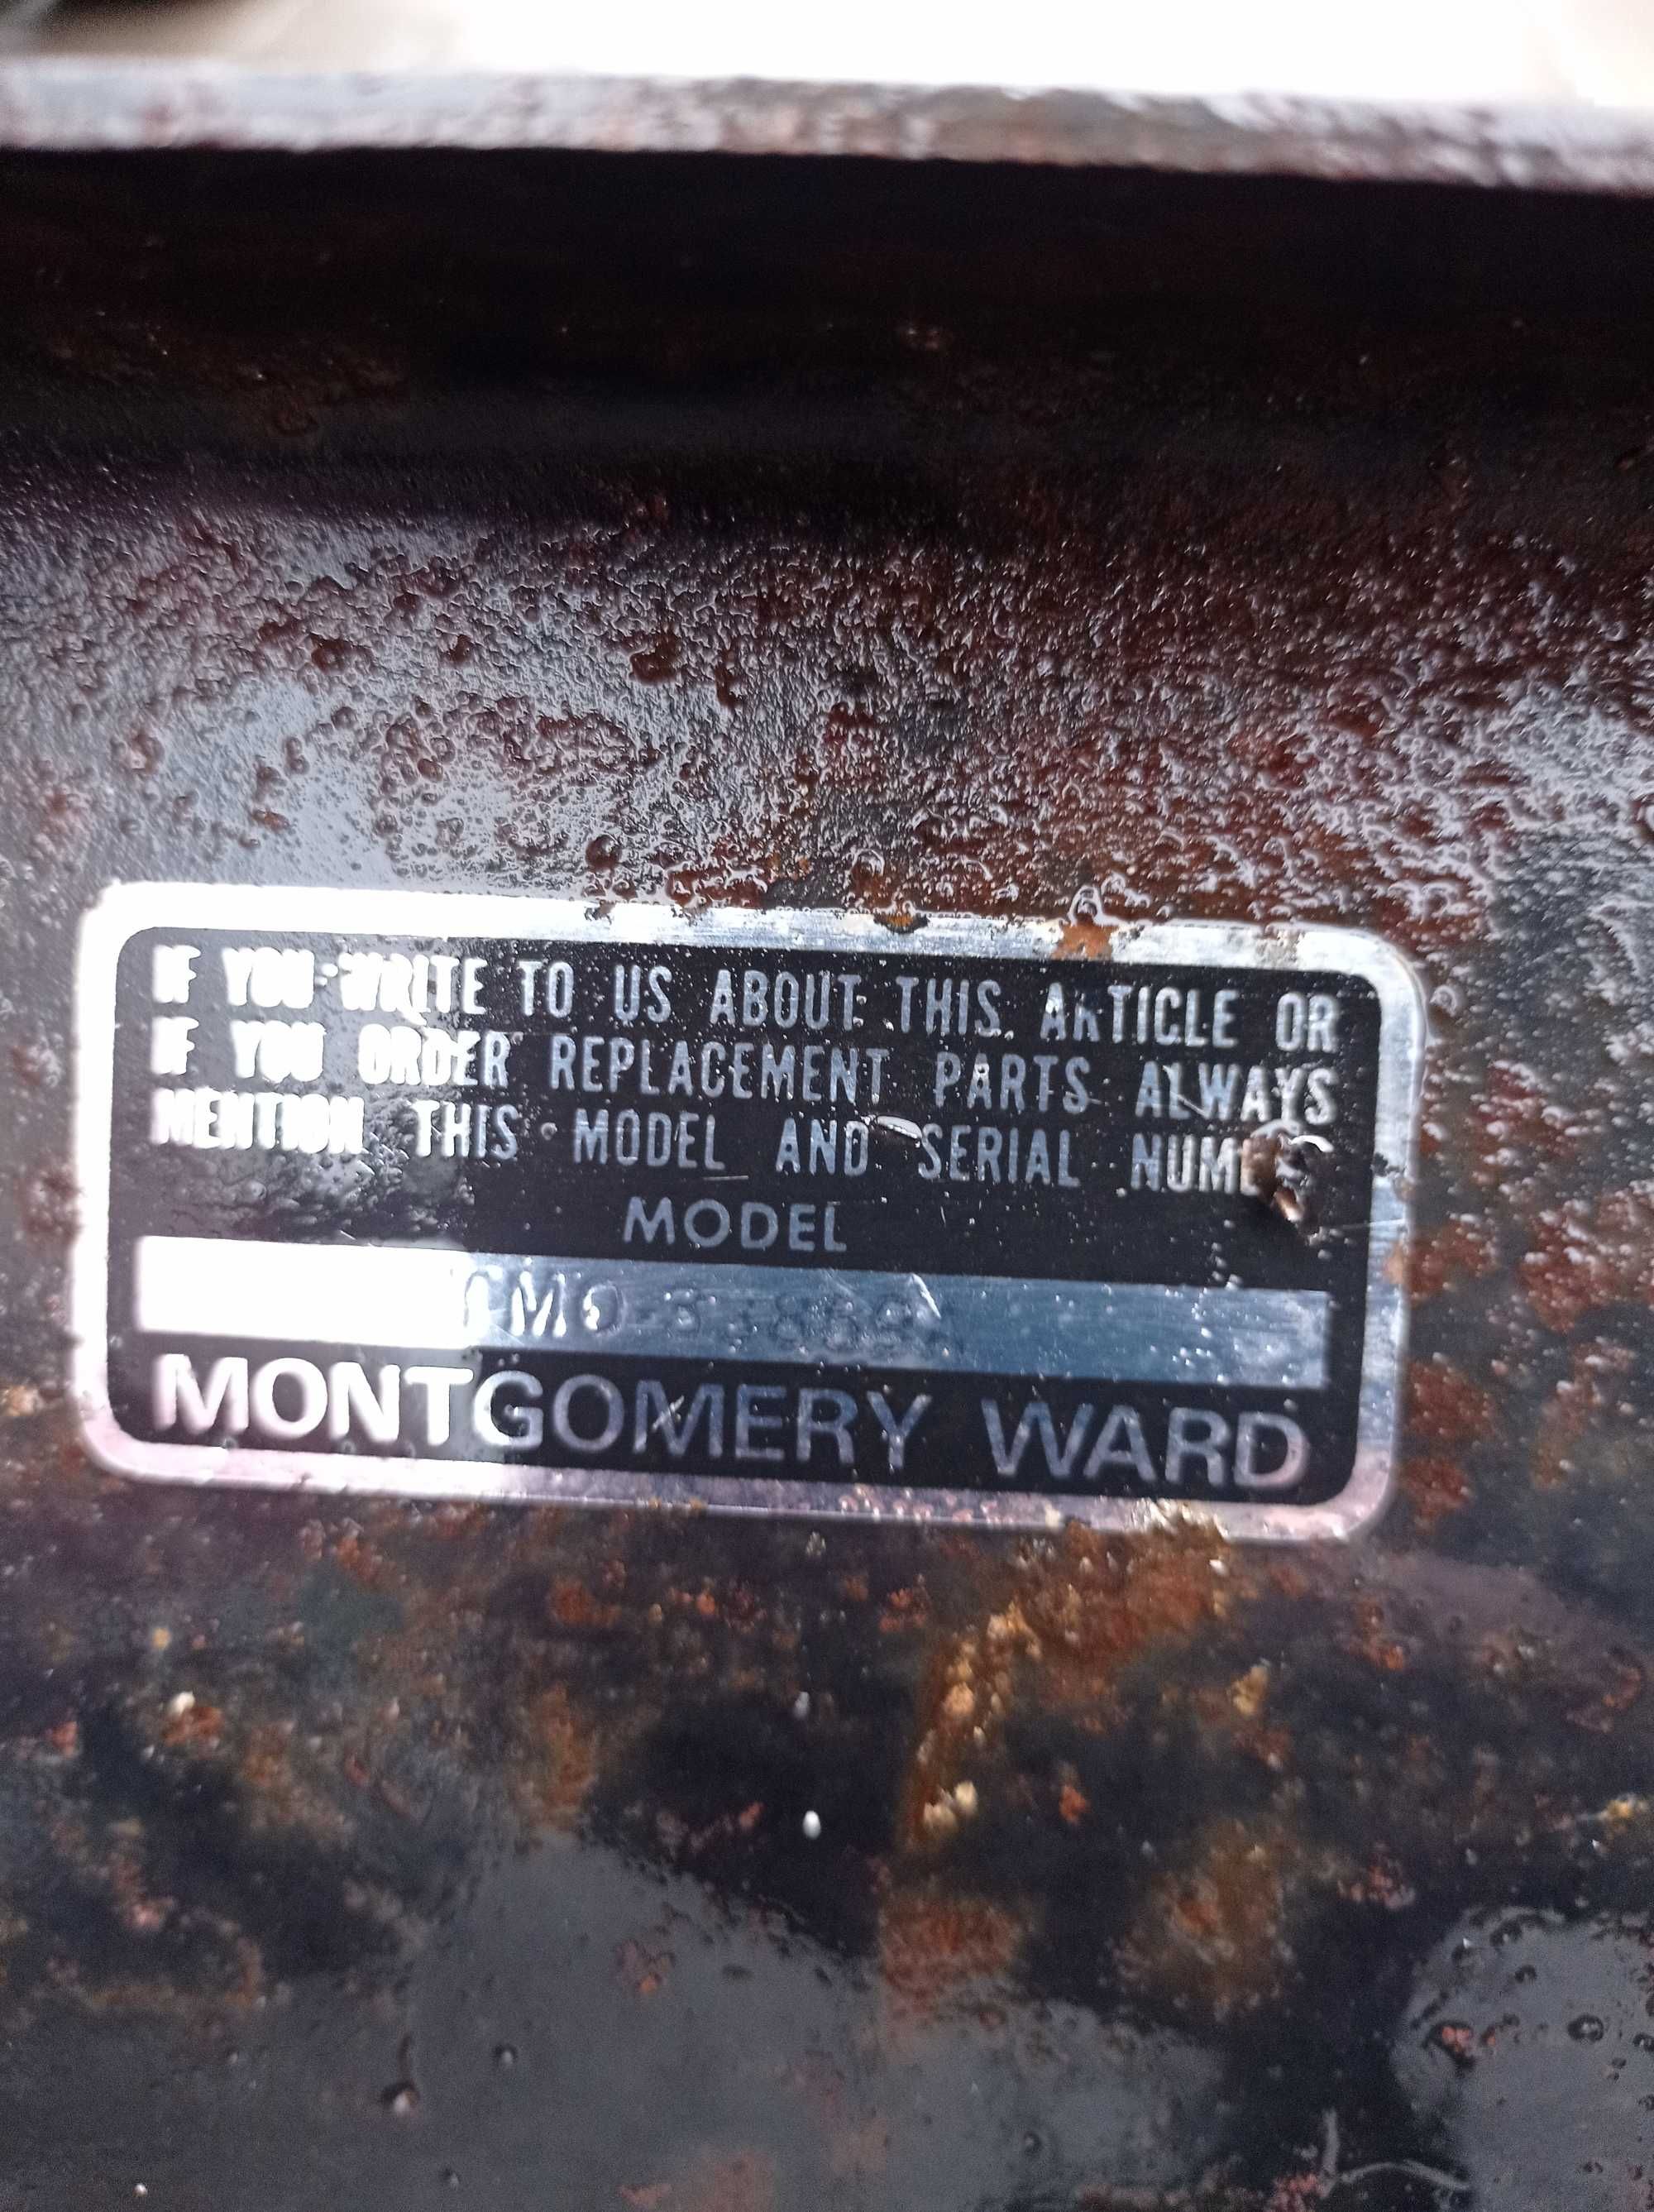 IF YOU WRITE TO US ABOUT THIS ARTICLE OR
IF YOU ORDER REPLACEMENT PARTS ALWAYS
MENTION THIS MODEL AND SERIAL
MODEL
MONTGOMERY WARD